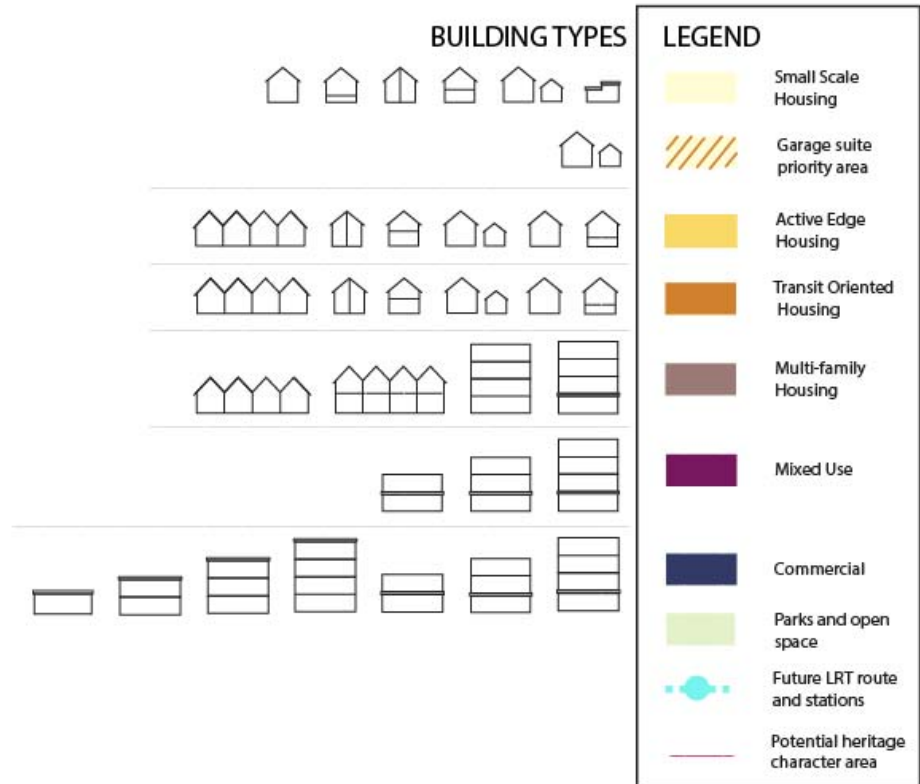 BUILDING TYPES
LEGEND
Small Scale
Housing
Garage suite
priority area
Active Edge
Housing
Transit Oriented
Housing
Multi-family
Housing
Mixed Use
Commercial
Parks and open
space
Future LRT route
and stations
Potential heritage
character area